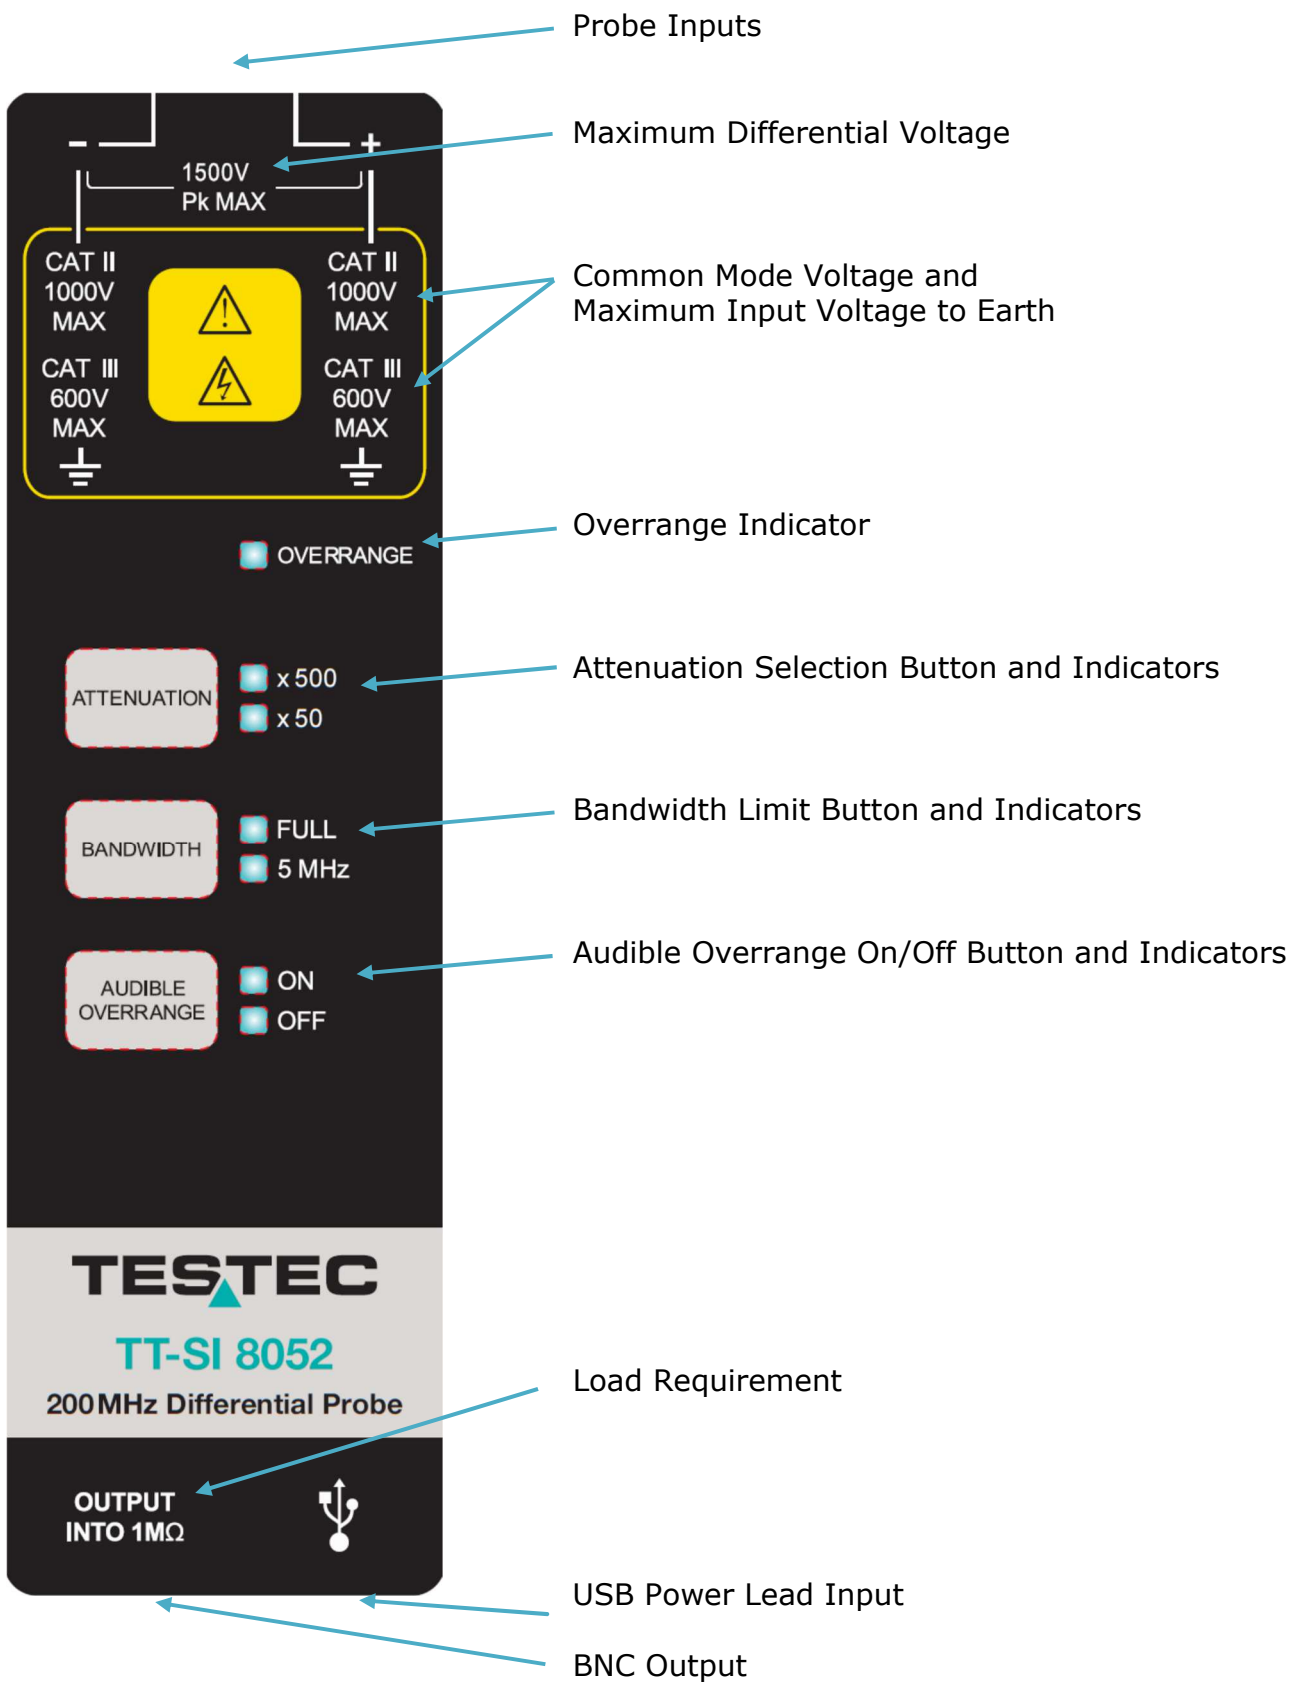 Probe Inputs
Maximum Differential Voltage
- +
1500V
Pk MAX
CAT II
1000V
MAX
CAT III
600V
MAX
CAT II
1000V
MAX
CAT III
600V
MAX
Common Mode Voltage and
Maximum Input Voltage to Earth
Overrange Indicator
OVERRANGE
Attenuation Selection Button and Indicators
ATTENUATION
x 500
x 50
Bandwidth Limit Button and Indicators
BANDWIDTH
FULL
5 MHz
Audible Overrange On/Off Button and Indicators
AUDIBLE
OVERRANGE
ON
OFF
TESTEC
TT-SI 8052
200MHz Differential Probe
Load Requirement
OUTPUT
INTO 1MΩ
USB Power Lead Input
BNC Output